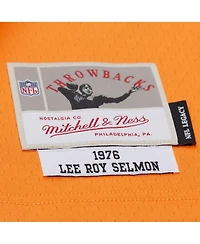 THROWBACKS
NFL
NOSTALGIA CO.
Mitchell & Ness
PHILADELPHIA, PA.
NFL LEGACY
1976
LEE ROY SELMON